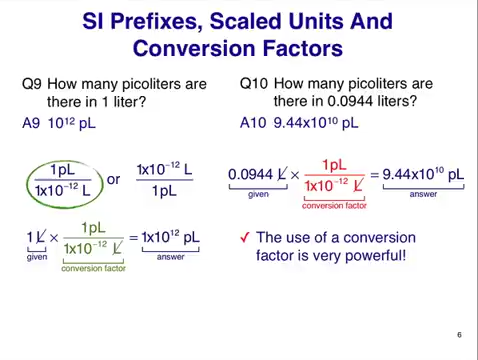 SI Prefixes, Scaled Units And
Conversion Factors
Q9 How many picoliters are
there in 1 liter?
A9 10¹² pL
1pL
1x10⁻¹² L
or
1x10⁻¹² L
1pL
1 L × 1pL / 1x10⁻¹² L = 1x10¹² pL
given conversion factor answer
Q10 How many picoliters are
there in 0.0944 liters?
A10 9.44x10¹⁰ pL
0.0944 L × 1pL / 1x10⁻¹² L = 9.44x10¹⁰ pL
given conversion factor answer
✓ The use of a conversion
factor is very powerful!
6